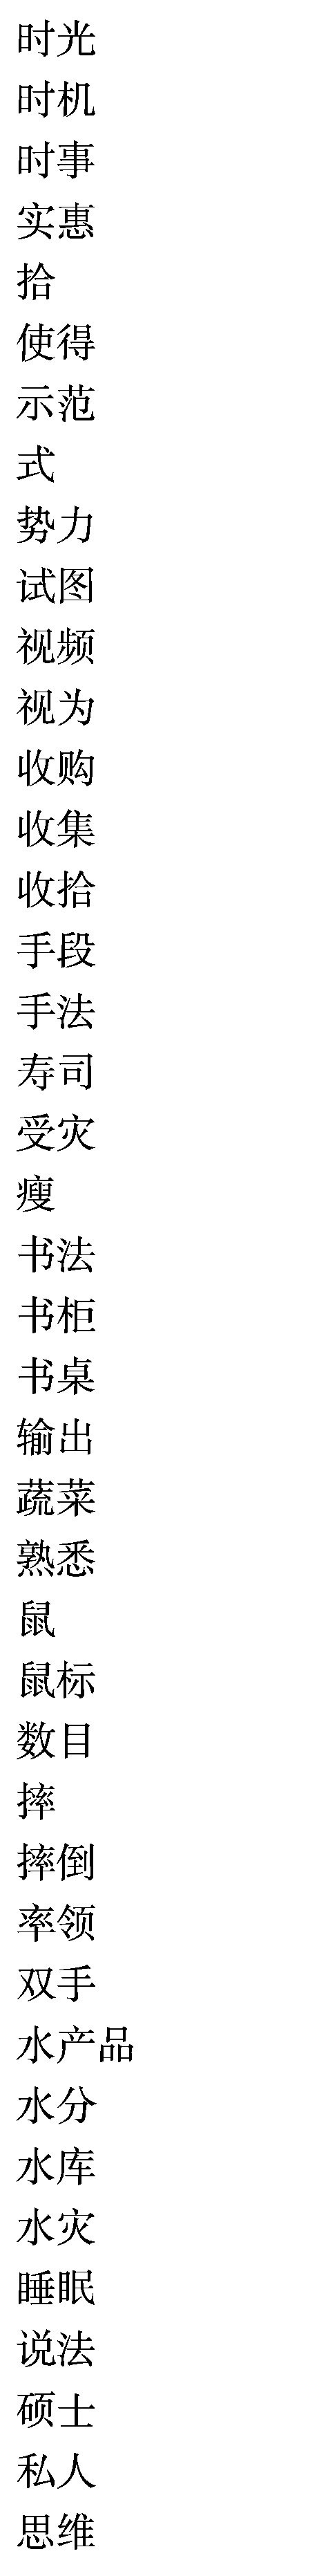 时光
时机
时事
实惠
拾
使得
示范
式
势力
试图
视频
视为
收购
收集
收拾
手段
手法
寿司
受灾
瘦
书法
书柜
书桌
输出
蔬菜
熟悉
鼠
鼠标
数目
摔
摔倒
率领
双手
水产品
水分
水库
水灾
睡眠
说法
硕士
私人
思维